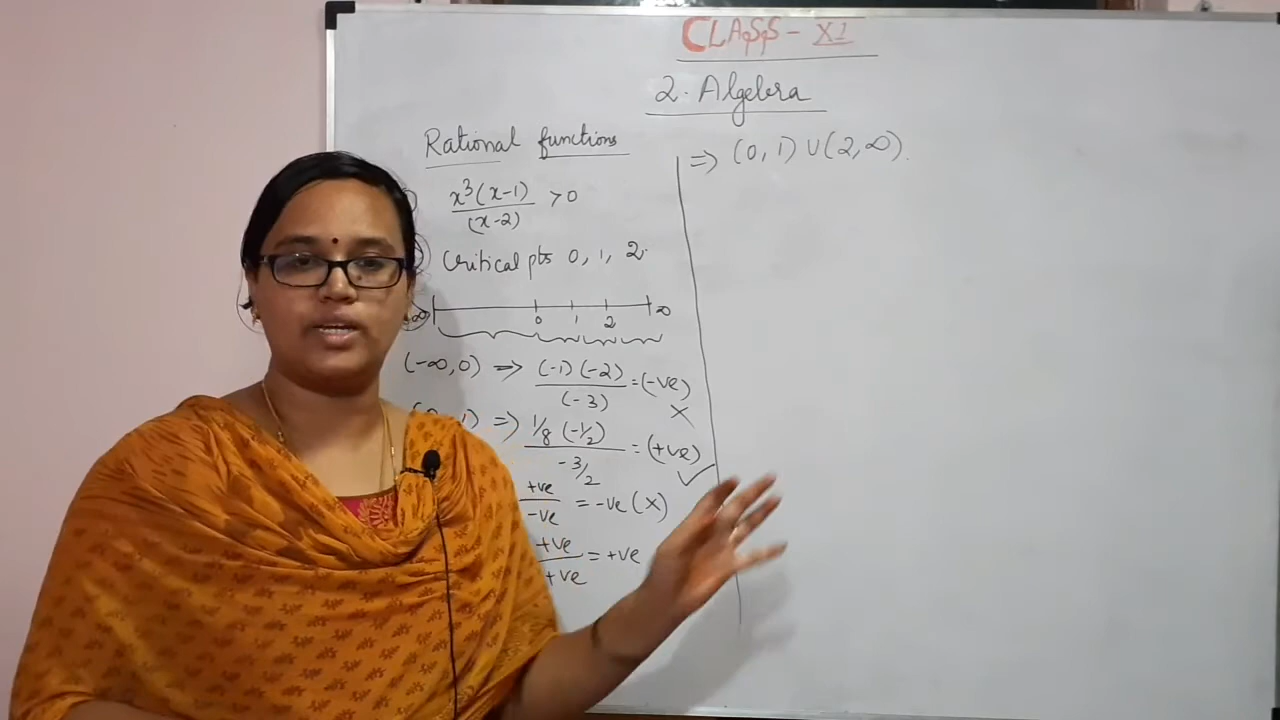 CLASS - XI
2. Algebra
Rational functions
x³(x-1)/(x-2) > 0
Critical pts 0, 1, 2.
0 1 2 ∞
(-∞, 0) => (-1)(-2)/(-3) = (-ve)
X
1) => 1/8 (-1/2)/-3/2 = (+ve)
✓
+ve/-ve = -ve (X)
+ve/+ve = +ve
=> (0, 1) ∪ (2, ∞).